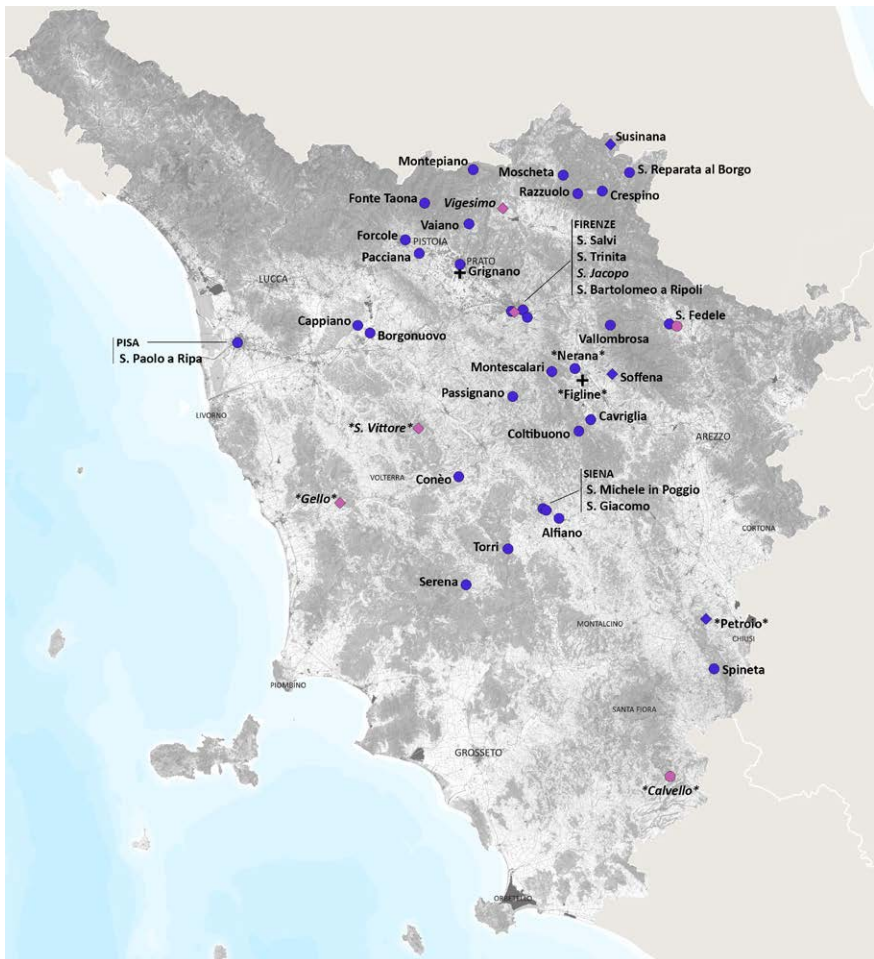 Susinana
Montepiano
Moscheta
S. Reparata al Borgo
Razzuolo
Crespino
Fonte Taona
Vigesimo
Vaiano
FIRENZE
S. Salvi
S. Trinita
S. Jacopo
S. Bartolomeo a Ripoli
Forcole
PISTOIA
Pacciana
PRATO
Grignano
LUCCA
Cappiano
Borgonuovo
S. Fedele
Vallombrosa
PISA
S. Paolo a Ripa
*Nerana*
Montescalari
Soffena
*Figline*
Passignano
LIVORNO
Cavriglia
*S. Vittore*
Coltibuono
AREZZO
VOLTERRA
Conèo
SIENA
S. Michele in Poggio
S. Giacomo
*Gello*
Alfiano
CORTONA
Torri
Serena
MONTALCINO
*Petroio*
CHIUSI
Spineta
PIOMBINO
SANTA FIORA
GROSSETO
*Calvello*
ORBETELLO